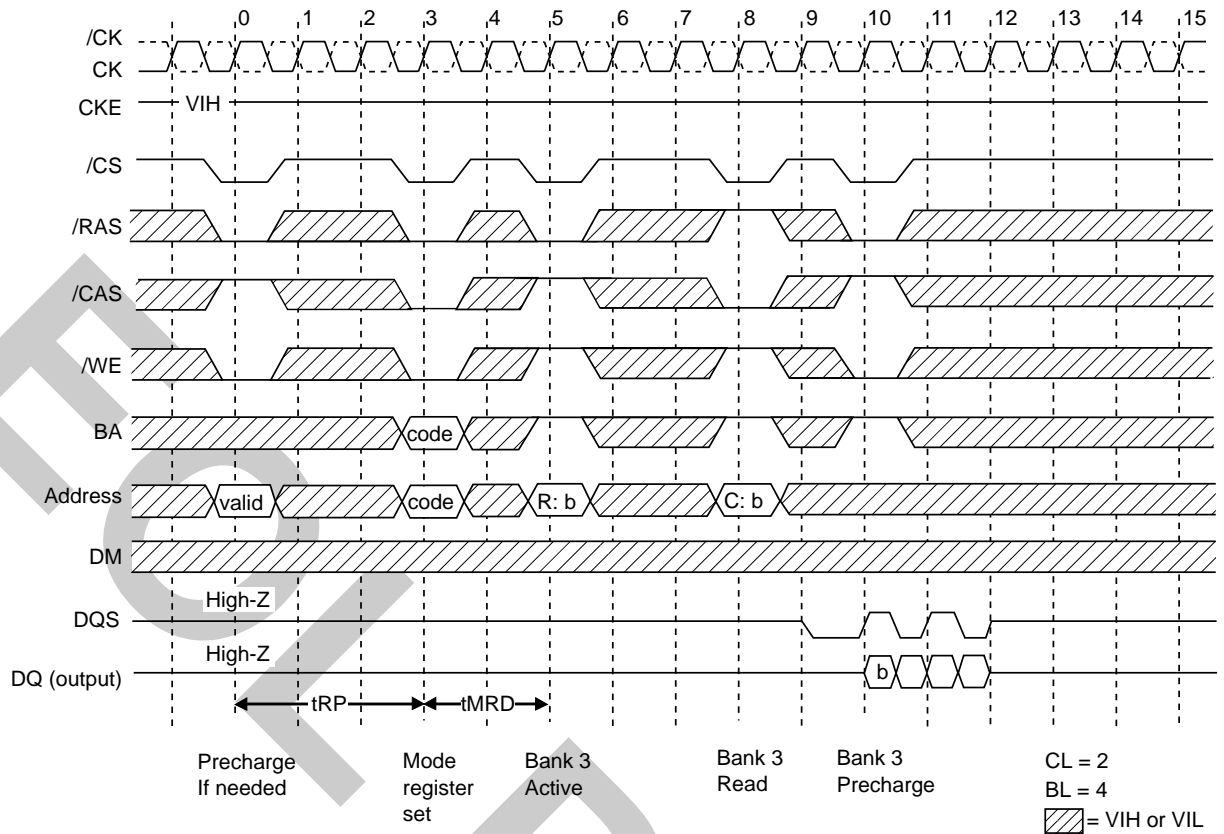 0 1 2 3 4 5 6 7 8 9 10 11 12 13 14 15
/CK
CK
CKE VIH
/CS
/RAS
/CAS
/WE
BA code
Address valid code R: b C: b
DM
High-Z
DQS
High-Z
DQ (output) b
tRP tMRD
Precharge
If needed
Mode
register
set
Bank 3
Active
Bank 3
Read
Bank 3
Precharge
CL = 2
BL = 4
= VIH or VIL